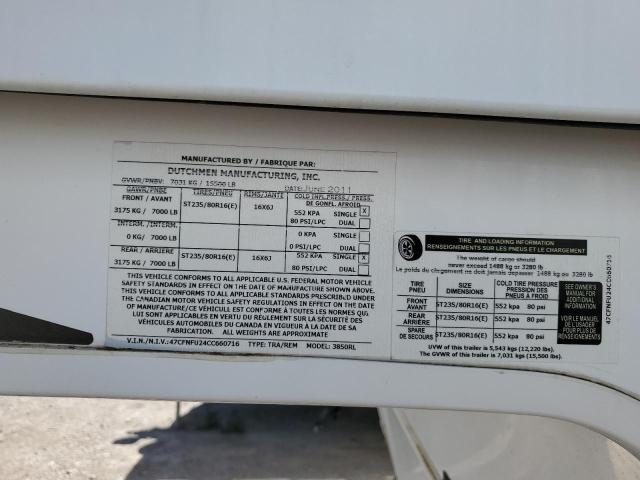 MANUFACTURED BY / FABRIQUE PAR:
DUTCHMEN MANUFACTURING, INC.
GVWR/PNBV: 7031 KG / 15500 LB DATE: JUNE 2011
GAWR/PNBE TIRES/PNEU RIMS/JANTE COLD INFL.PRESS./PRESS. DE GONFL. A FROID
FRONT / AVANT ST235/80R16(E) 16X6J 552 KPA SINGLE X
3175 KG / 7000 LB 80 PSI/LPC DUAL
INTERM. / INTERM. 0 KPA SINGLE
0 KG/ 7000 LB 0 PSI/LPC DUAL
REAR / ARRIERE ST235/80R16(E) 16X6J 552 KPA SINGLE X
3175 KG / 7000 LB 80 PSI/LPC DUAL
THIS VEHICLE CONFORMS TO ALL APPLICABLE U.S. FEDERAL MOTOR VEHICLE
SAFETY STANDARDS IN EFFECT ON THE DATE OF MANUFACTURE SHOWN ABOVE.
THIS VEHICLE CONFORMS TO ALL APPLICABLE STANDARDS PRESCRIBED UNDER
THE CANADIAN MOTOR VEHICLE SAFETY REGULATIONS IN EFFECT ON THE DATE
OF MANUFACTURE/ CE VEHICULE EST CONFORME A TOUTES LES NORMES QUI
LUI SONT APPLICABLES EN VERTU DU REGLEMENT SUR LA SECURITE DES
VEHICULES AUTOMOBILES DU CANADA EN VIGUEUR A LA DATE DE SA
FABRICATION. ALL WEIGHTS ARE APPROXIMATE.
V.I.N./N.I.V.: 47CFNFU24CC660716 TYPE: TRA/REM MODEL: 3850RL
TIRE AND LOADING INFORMATION
RENSEIGNEMENTS SUR LES PNEUS ET LE CHARGEMENT
The weight of cargo should
never exceed 1488 kg or 3280 lb
Le poids du chargement ne doit jamais depasser 1488 kg ou 3280 lb
TIRE PNEU SIZE DIMENSIONS COLD TIRE PRESSURE PRESSION DES PNEUS À FROID
FRONT AVANT ST235/80R16(E) 552 kpa 80 psi
REAR ARRIÈRE ST235/80R16(E) 552 kpa 80 psi
SPARE DE SECOURS ST235/80R16(E) 552 kpa 80 psi
UVW of this trailer is 5,543 kgs (12,220 lbs).
The GVWR of this trailer is 7,031 kgs (15,500 lbs).
SEE OWNER'S
MANUAL FOR
ADDITIONAL
INFORMATION
VOIR LE MANUEL
DE L'USAGER
POUR PLUS DE
RENSEIGNEMENTS
47CFNFU24CC660716